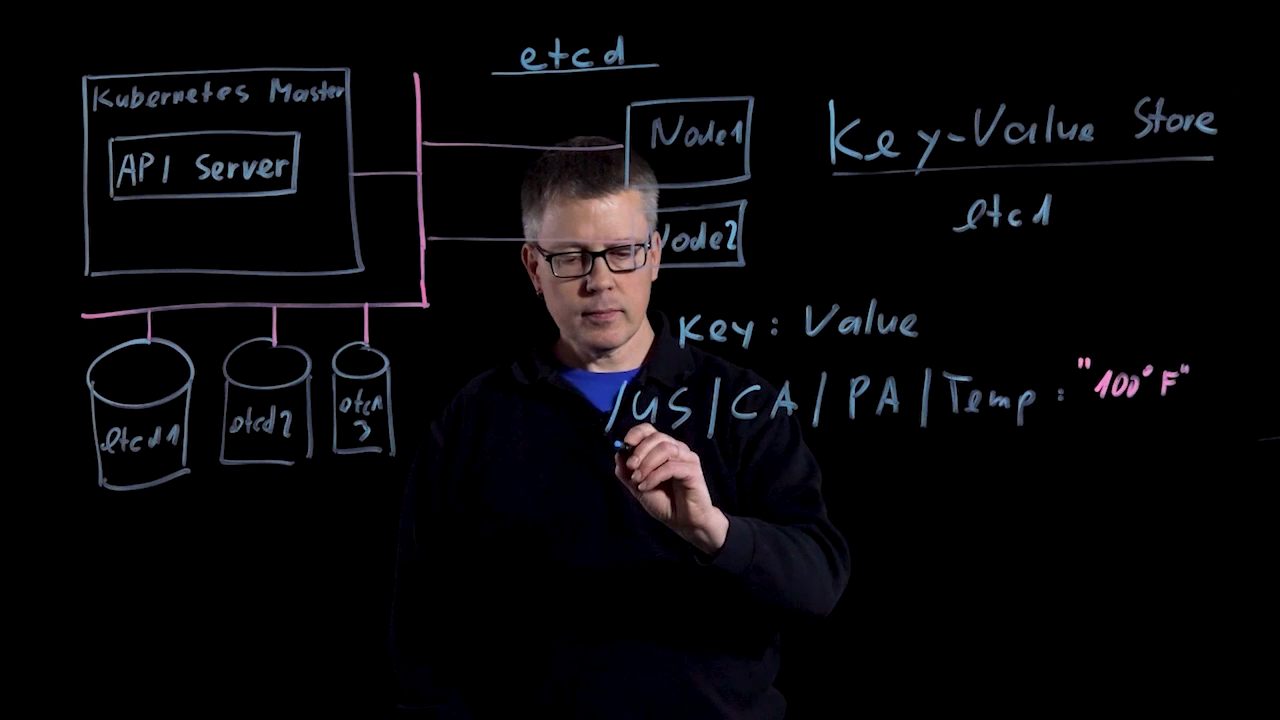 etcd
Kubernetes Master
API Server
Node1
Node2
Key-Value Store
etcd
Key: Value
/US/CA/PA/Temp: "100°F"
etcd1
etcd2
etcd
3